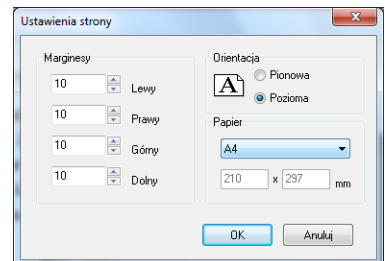 Ustawienia strony
Marginesy
10 Lewy
10 Prawy
10 Górny
10 Dolny
Orientacja
A
Pionowa
Pozioma
Papier
A4
210 x 297 mm
OK Anuluj